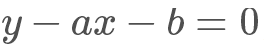 y − ax − b = 0